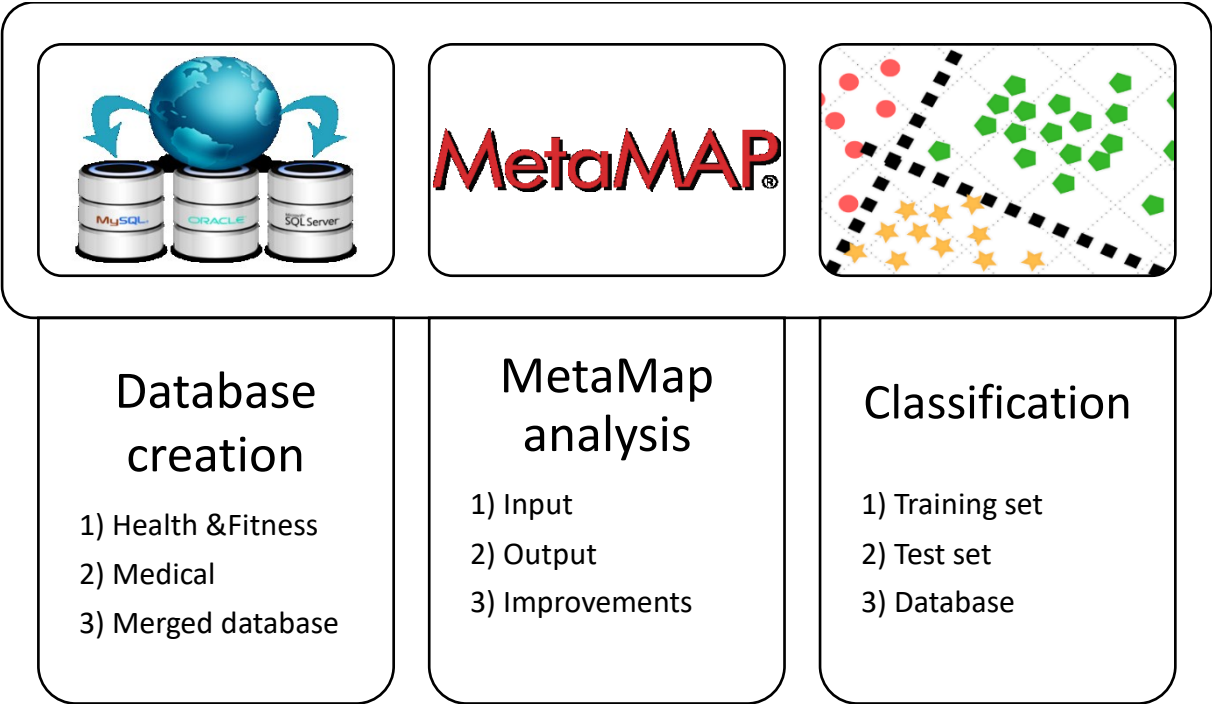 MySQL.
ORACLE
Microsoft
SQL Server
MetaMAP®
Database
creation
1) Health &Fitness
2) Medical
3) Merged database
MetaMap
analysis
1) Input
2) Output
3) Improvements
Classification
1) Training set
2) Test set
3) Database